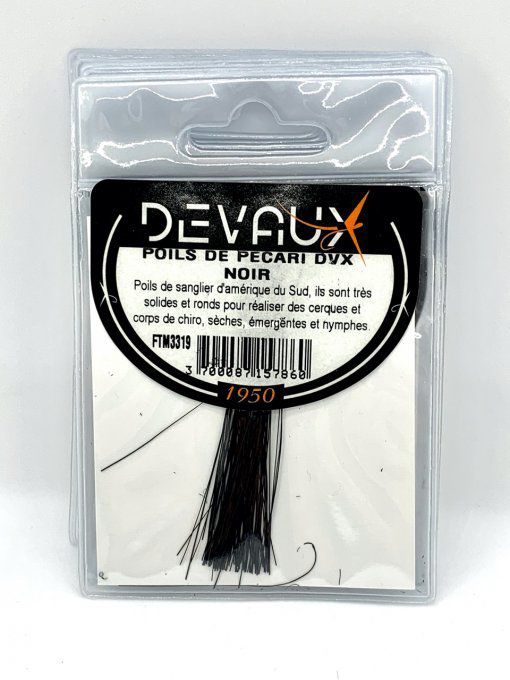 DEVAUX
POILS DE PECARI DVX
NOIR
Poils de sanglier d'amérique du Sud, ils sont très
solides et ronds pour réaliser des cerques et
corps de chiro, sèches, émergentes et nymphes.
FTM3319
3 700087 157860
1950